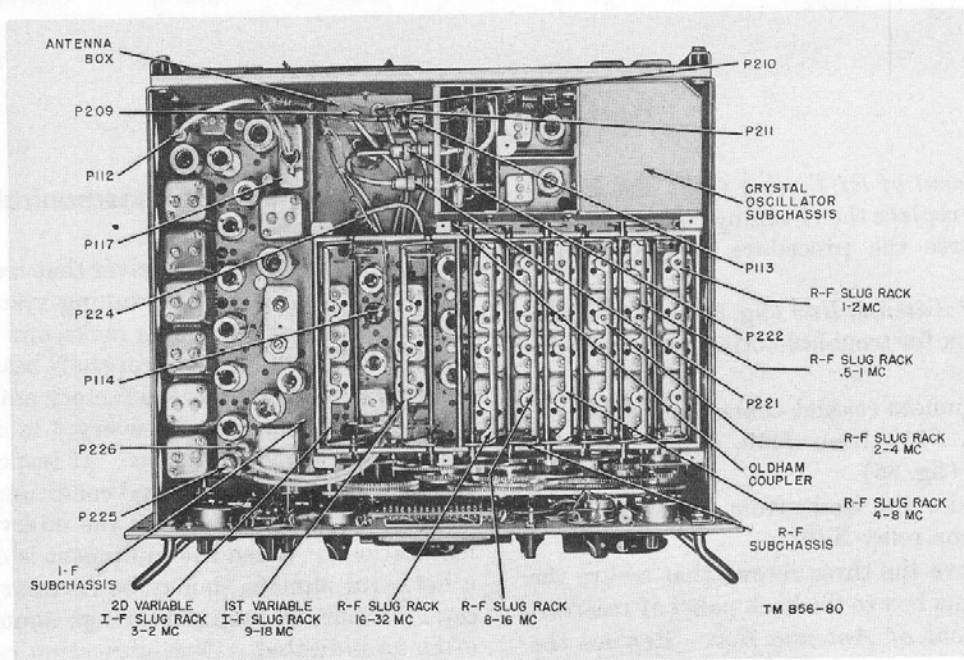 ANTENNA
BOX
P209
P112
P117
P224
P114
P226
P225
I-F
SUBCHASSIS
2D VARIABLE
I-F SLUG RACK
3-2 MC
1ST VARIABLE
I-F SLUG RACK
9-18 MC
R-F SLUG RACK
16-32 MC
R-F SLUG RACK
8-16 MC
P210
P211
CRYSTAL
OSCILLATOR
SUBCHASSIS
P113
R-F SLUG RACK
1-2 MC
P222
R-F SLUG RACK
.5-1 MC
P221
R-F SLUG RACK
2-4 MC
OLDHAM
COUPLER
R-F SLUG RACK
4-8 MC
R-F
SUBCHASSIS
TM 856-80